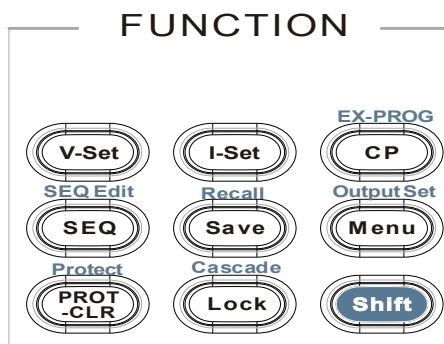 FUNCTION
EX-PROG
V-Set I-Set CP
SEQ Edit Recall Output Set
SEQ Save Menu
Protect Cascade
PROT
-CLR Lock Shift